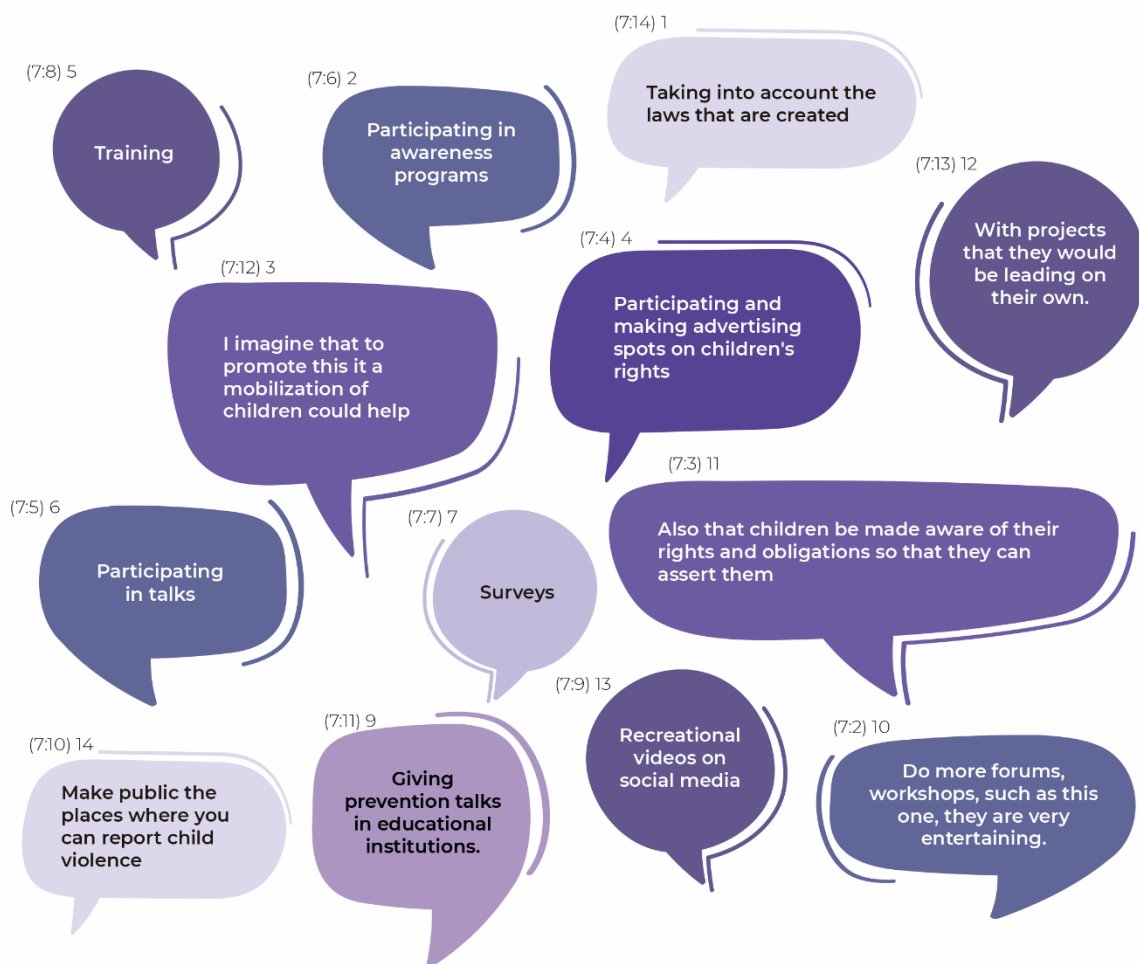 (7:14) 1
Taking into account the
laws that are created
(7:8) 5
Training
(7:6) 2
Participating in
awareness
programs
(7:13) 12
With projects
that they would
be leading on
their own.
(7:12) 3
I imagine that to
promote this it a
mobilization of
children could help
(7:4) 4
Participating and
making advertising
spots on children's
rights
(7:3) 11
Also that children be made aware of their
rights and obligations so that they can
assert them
(7:5) 6
Participating
in talks
(7:7) 7
Surveys
(7:9) 13
Recreational
videos on
social media
(7:10) 14
Make public the
places where you
can report child
violence
(7:11) 9
Giving
prevention talks
in educational
institutions.
(7:2) 10
Do more forums,
workshops, such as this
one, they are very
entertaining.